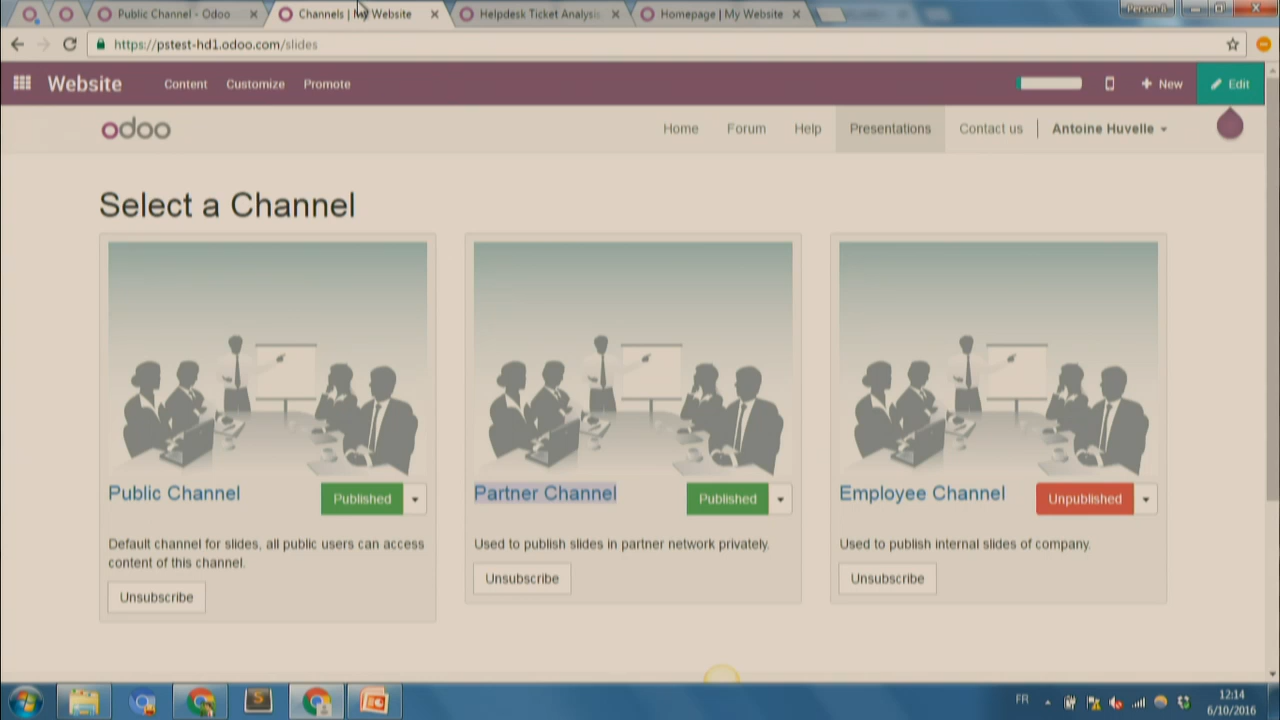 Public Channel - Odoo
Channels | My Website
Helpdesk Ticket Analysis
Homepage | My Website
Person 8
https://pstest-hd1.odoo.com/slides
Website
Content
Customize
Promote
New
Edit
odoo
Home
Forum
Help
Presentations
Contact us
Antoine Huvelle
Select a Channel
Public Channel
Published
Default channel for slides, all public users can access
content of this channel.
Unsubscribe
Partner Channel
Published
Used to publish slides in partner network privately.
Unsubscribe
Employee Channel
Unpublished
Used to publish internal slides of company.
Unsubscribe
FR
12:14
6/10/2016